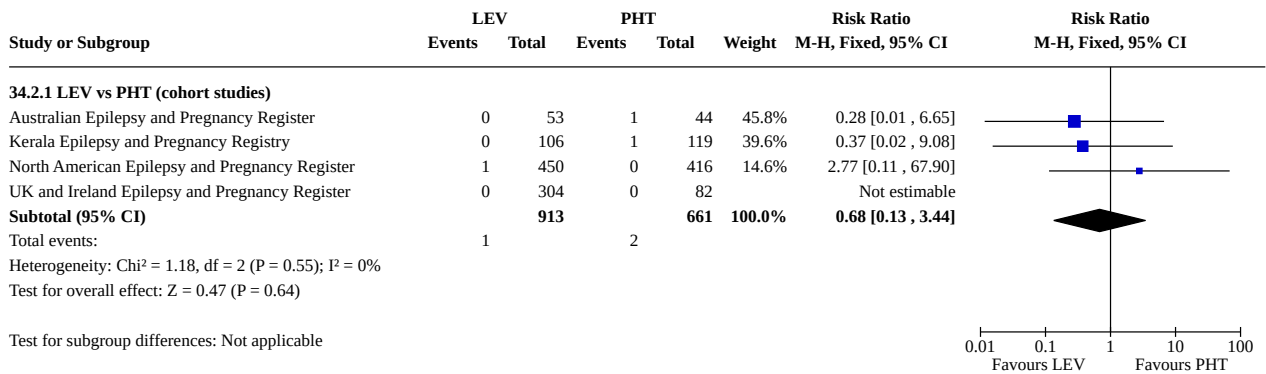 LEV PHT Risk Ratio Risk Ratio
Study or Subgroup Events Total Events Total Weight M-H, Fixed, 95% CI M-H, Fixed, 95% CI
34.2.1 LEV vs PHT (cohort studies)
Australian Epilepsy and Pregnancy Register 0 53 1 44 45.8% 0.28 [0.01 , 6.65]
Kerala Epilepsy and Pregnancy Registry 0 106 1 119 39.6% 0.37 [0.02 , 9.08]
North American Epilepsy and Pregnancy Register 1 450 0 416 14.6% 2.77 [0.11 , 67.90]
UK and Ireland Epilepsy and Pregnancy Register 0 304 0 82 Not estimable
Subtotal (95% CI) 913 661 100.0% 0.68 [0.13 , 3.44]
Total events: 1 2
Heterogeneity: Chi² = 1.18, df = 2 (P = 0.55); I² = 0%
Test for overall effect: Z = 0.47 (P = 0.64)
Test for subgroup differences: Not applicable
0.01 0.1 1 10 100
Favours LEV Favours PHT